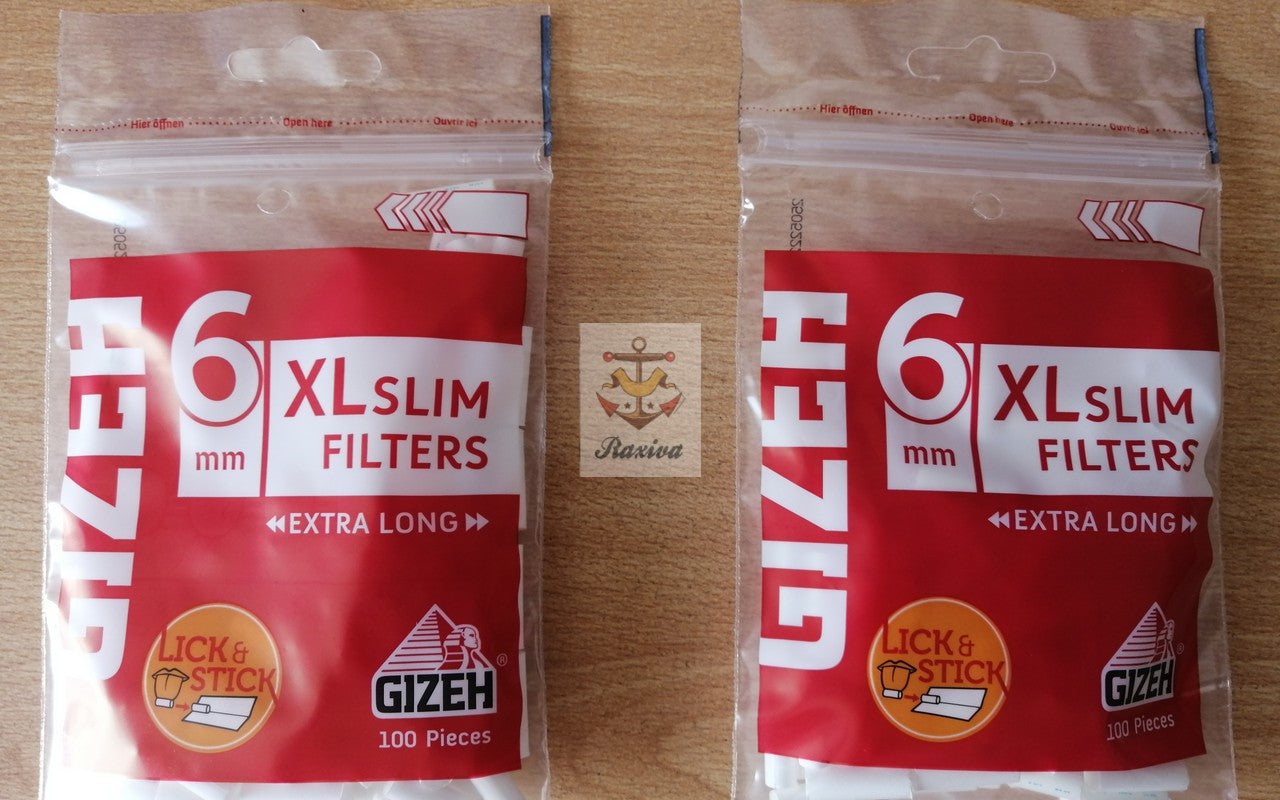 Hier öffnen Open here Ouvrir ici
GIZEH
6
mm
XL SLIM
FILTERS
EXTRA LONG
LICK &
STICK
GIZEH
®
100 Pieces
Raxiva
Hier öffnen Open here Ouvrir ici
GIZEH
6
mm
XL SLIM
FILTERS
EXTRA LONG
LICK &
STICK
GIZEH
®
100 Pieces